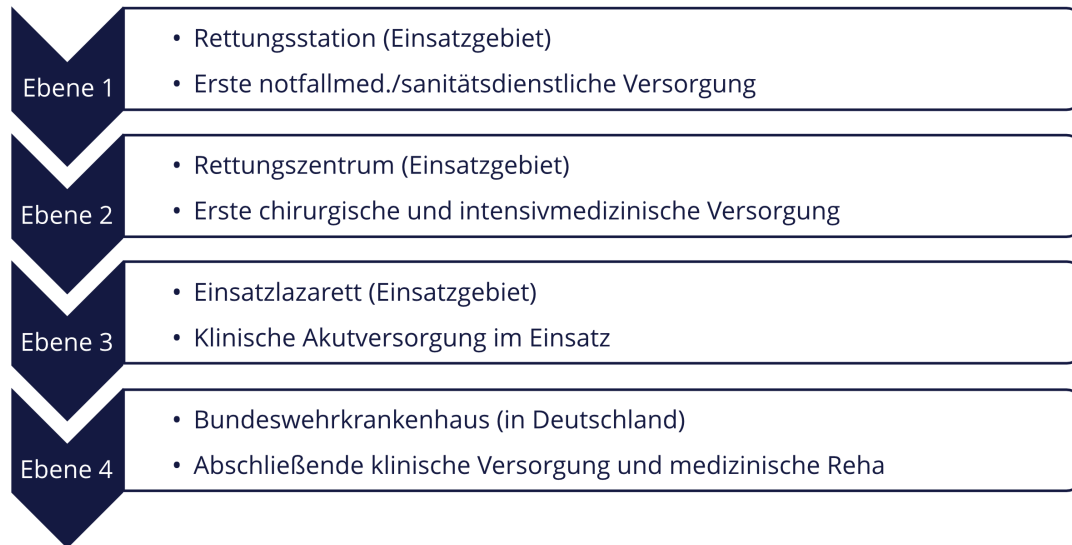 Ebene 1
• Rettungsstation (Einsatzgebiet)
• Erste notfallmed./sanitätsdienstliche Versorgung
Ebene 2
• Rettungszentrum (Einsatzgebiet)
• Erste chirurgische und intensivmedizinische Versorgung
Ebene 3
• Einsatzlazarett (Einsatzgebiet)
• Klinische Akutversorgung im Einsatz
Ebene 4
• Bundeswehrkrankenhaus (in Deutschland)
• Abschließende klinische Versorgung und medizinische Reha